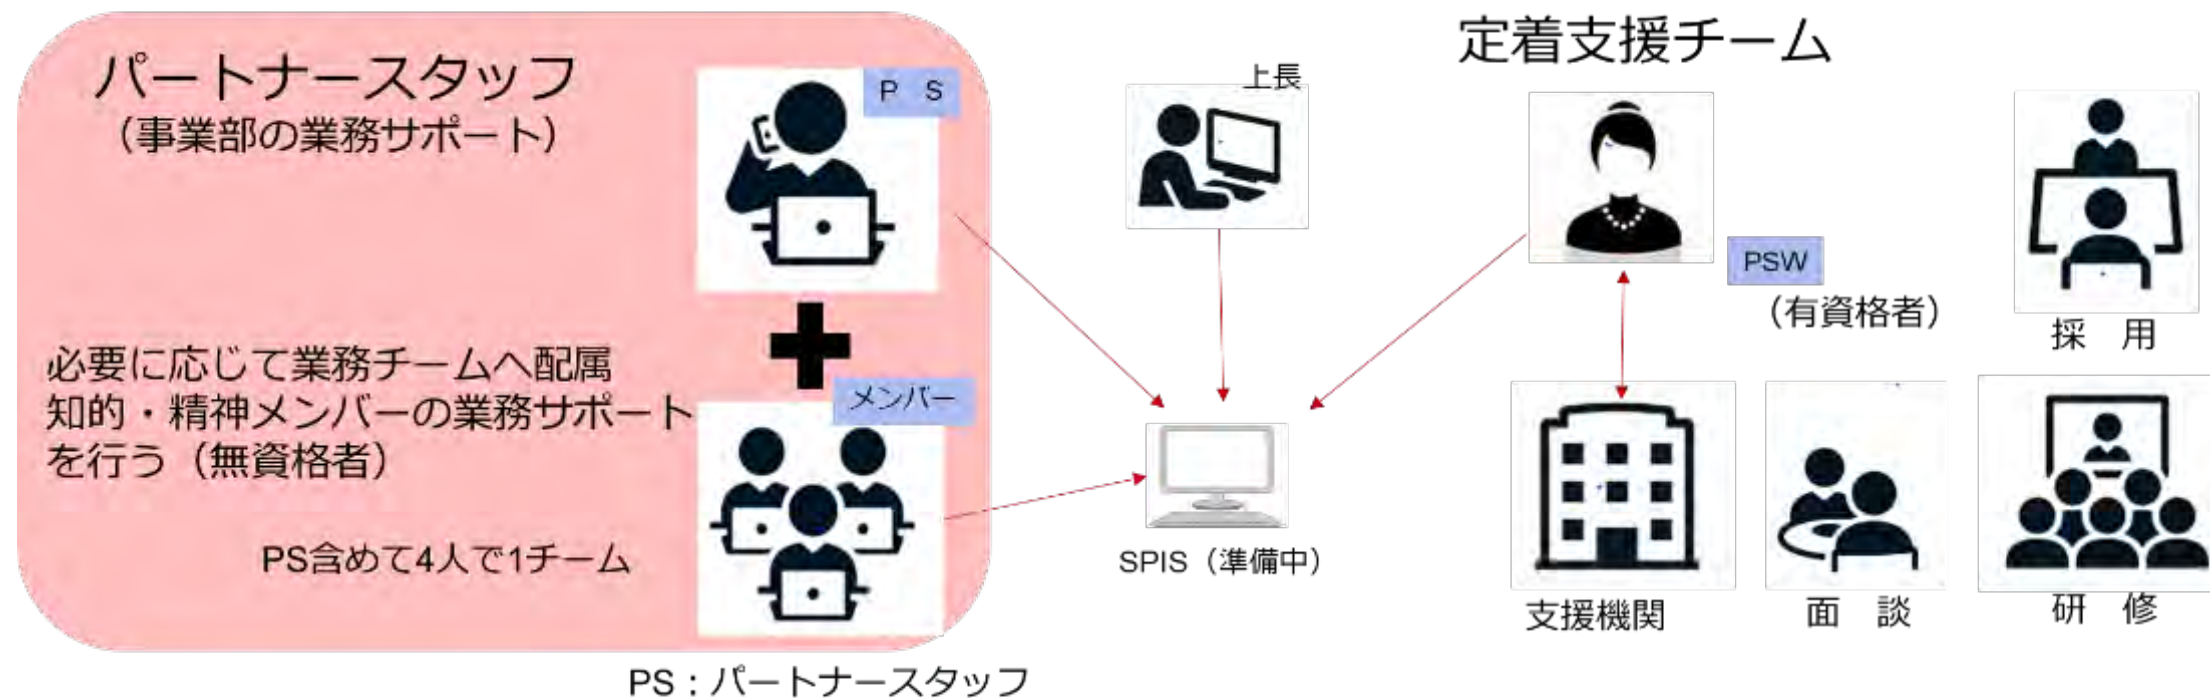 パートナースタッフ
（事業部の業務サポート）
P S
必要に応じて業務チームへ配属
知的・精神メンバーの業務サポート
を行う（無資格者）
メンバー
PS含めて4人で1チーム
PS：パートナースタッフ
上長
SPIS（準備中）
定着支援チーム
PSW
（有資格者）
採 用
支援機関
面 談
研 修